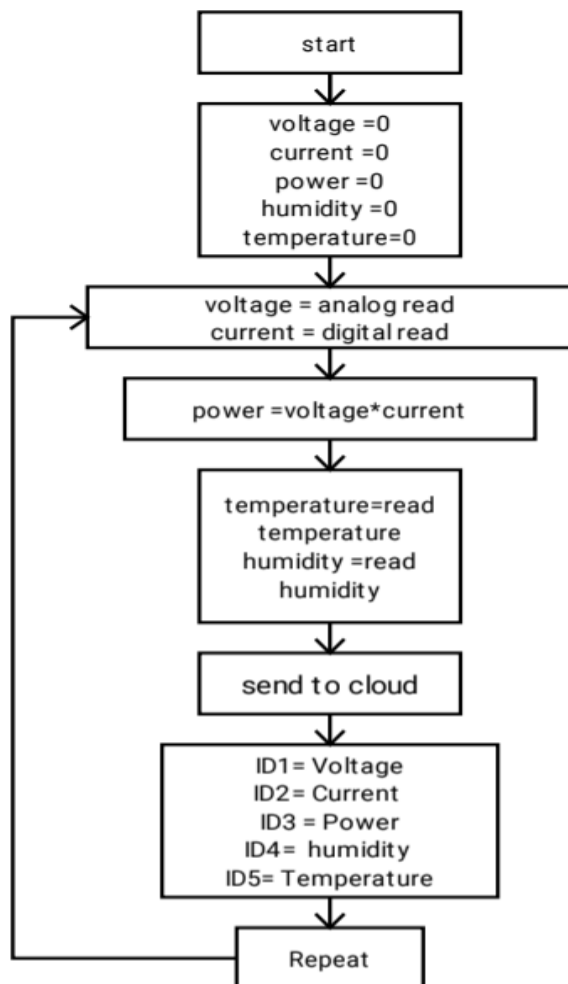 start
voltage =0
current =0
power =0
humidity =0
temperature=0
voltage = analog read
current = digital read
power =voltage*current
temperature=read
temperature
humidity =read
humidity
send to cloud
ID1= Voltage
ID2= Current
ID3 = Power
ID4= humidity
ID5= Temperature
Repeat